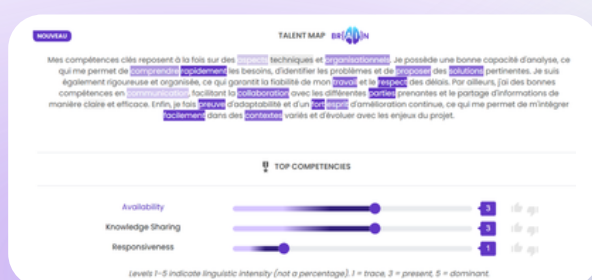 NOUVEAU
TALENT MAP BRAIN
Mes compétences clés reposent à la fois sur des aspects techniques et organisationnels. Je possède une bonne capacité d'analyse, ce
qui me permet de comprendre rapidement les besoins, d'identifier les problèmes et de proposer des solutions pertinentes. Je suis
également rigoureuse et organisée, ce qui garantit la fiabilité de mon travail et le respect des délais. Par ailleurs, j'ai des bonnes
compétences en communication, facilitant la collaboration avec les différentes parties prenantes et le partage d'informations de
manière claire et efficace. Enfin, je fais preuve d'adaptabilité et d'un fort esprit d'amélioration continue, ce qui me permet de m'intégrer
facilement dans des contextes variés et d'évoluer avec les enjeux du projet.
TOP COMPETENCIES
Availability 3
Knowledge Sharing 3
Responsiveness 1
Levels 1-5 indicate linguistic intensity (not a percentage). 1 = trace, 3 = present, 5 = dominant.